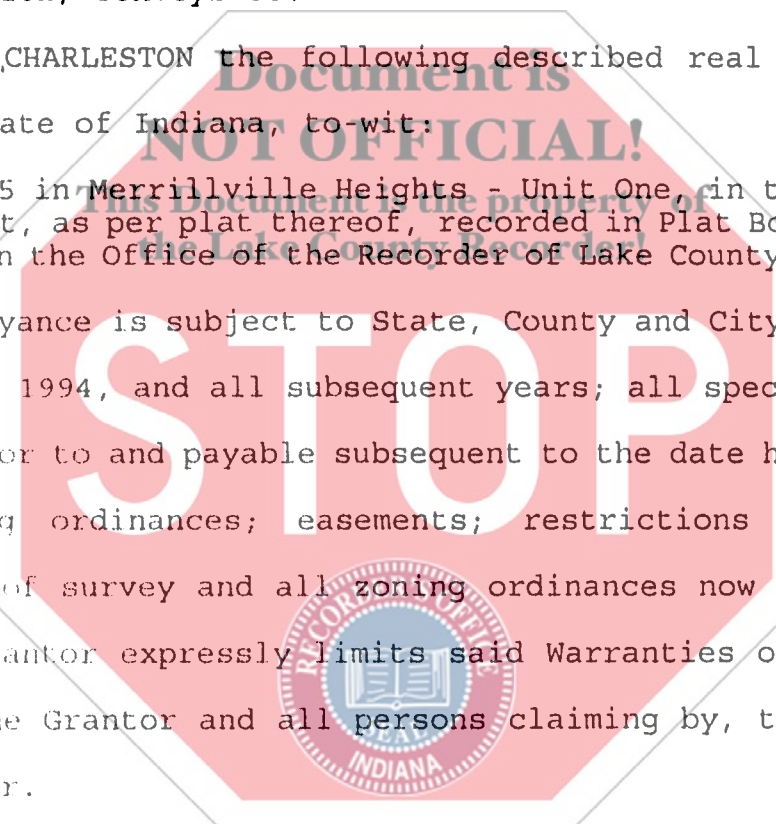 CHARLESTON the following described real
ate of Indiana, to-wit:
5 in Merrillville Heights - Unit One, in t
t, as per plat thereof, recorded in Plat Bo
n the Office of the Recorder of Lake County,
yance is subject to State, County and City
1994, and all subsequent years; all spec
or to and payable subsequent to the date h
g ordinances; easements; restrictions
of survey and all zoning ordinances now
antor expressly limits said Warranties o
e Grantor and all persons claiming by, t
r.
Document is
NOT OFFICIAL!
This Document is the property of
the Lake County Recorder!
STOP
RECORDER'S OFFICE
SEAL
INDIANA